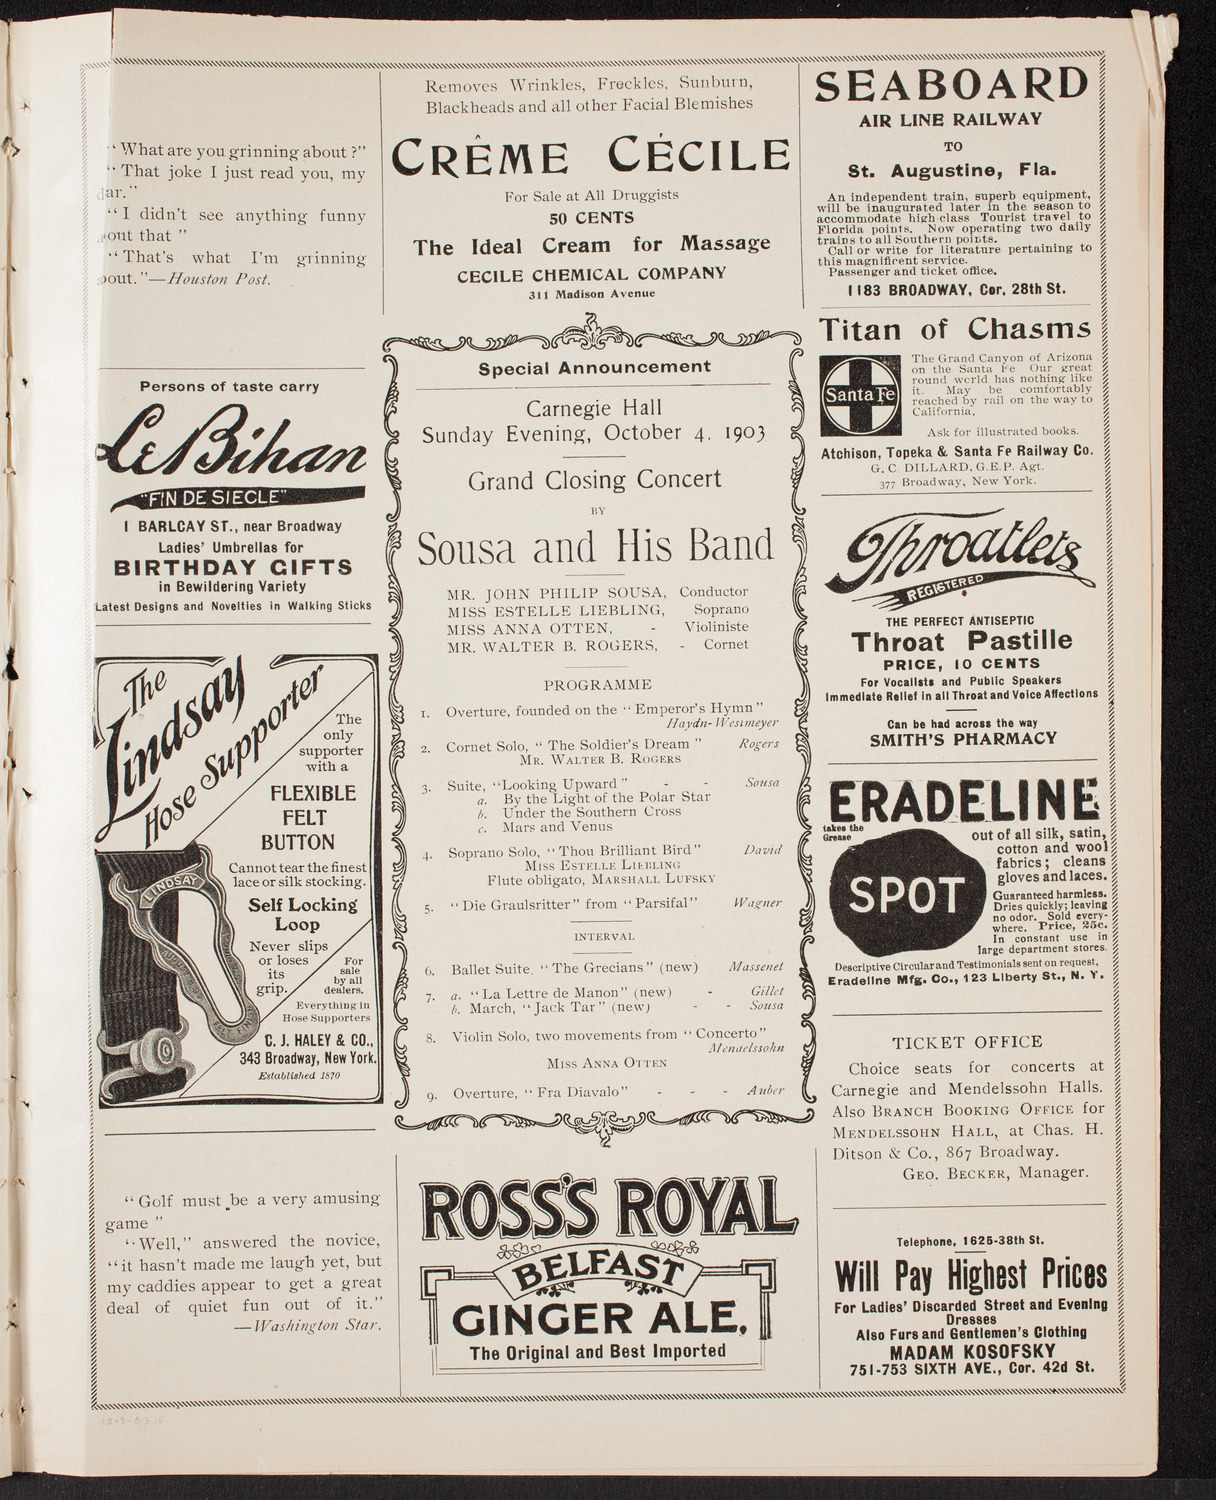 "What are you grinning about?"
"That joke I just read you, my
dar."
"I didn't see anything funny
about that"
"That's what I'm grinning
about."—Houston Post.
Persons of taste carry
Le Bihan
"FIN DE SIECLE"
1 BARLCAY ST., near Broadway
Ladies' Umbrellas for
BIRTHDAY GIFTS
in Bewildering Variety
Latest Designs and Novelties in Walking Sticks
The
Lindsay
Hose Supporter
The
only
supporter
with a
FLEXIBLE
FELT
BUTTON
Cannot tear the finest
lace or silk stocking.
Self Locking
Loop
Never slips
or loses
its
grip.
For
sale
by all
dealers.
Everything in
Hose Supporters
C. J. HALEY & CO.,
343 Broadway, New York.
Established 1870
LINDSAY
"Golf must be a very amusing
game"
"Well," answered the novice,
"it hasn't made me laugh yet, but
my caddies appear to get a great
deal of quiet fun out of it."
—Washington Star.
Removes Wrinkles, Freckles, Sunburn,
Blackheads and all other Facial Blemishes
CRÊME CÉCILE
For Sale at All Druggists
50 CENTS
The Ideal Cream for Massage
CECILE CHEMICAL COMPANY
311 Madison Avenue
Special Announcement
Carnegie Hall
Sunday Evening, October 4, 1903
Grand Closing Concert
BY
Sousa and His Band
MR. JOHN PHILIP SOUSA, Conductor
MISS ESTELLE LIEBLING, Soprano
MISS ANNA OTTEN, - Violiniste
MR. WALTER B. ROGERS, - Cornet
PROGRAMME
1. Overture, founded on the "Emperor's Hymn"
Haydn-Westmeyer
2. Cornet Solo, "The Soldier's Dream" Rogers
MR. WALTER B. ROGERS
3. Suite, "Looking Upward" - Sousa
a. By the Light of the Polar Star
b. Under the Southern Cross
c. Mars and Venus
4. Soprano Solo, "Thou Brilliant Bird" David
MISS ESTELLE LIEBLING
Flute obligato, MARSHALL LUFSKY
5. "Die Graulsritter" from "Parsifal" Wagner
INTERVAL
6. Ballet Suite, "The Grecians" (new) Massenet
7. a. "La Lettre de Manon" (new) - Gillet
b. March, "Jack Tar" (new) - - Sousa
8. Violin Solo, two movements from "Concerto"
Mendelssohn
MISS ANNA OTTEN
9. Overture, "Fra Diavalo" - - - Auber
ROSS'S ROYAL
BELFAST
GINGER ALE.
The Original and Best Imported
SEABOARD
AIR LINE RAILWAY
TO
St. Augustine, Fla.
An independent train, superb equipment,
will be inaugurated later in the season to
accommodate high-class Tourist travel to
Florida points. Now operating two daily
trains to all Southern points.
Call or write for literature pertaining to
this magnificent service.
Passenger and ticket office,
1183 BROADWAY, Cor. 28th St.
Titan of Chasms
Santa Fe
The Grand Canyon of Arizona
on the Santa Fe Our great
round world has nothing like
it. May be comfortably
reached by rail on the way to
California.
Ask for illustrated books.
Atchison, Topeka & Santa Fe Railway Co.
G. C. DILLARD, G.E.P. Agt.
377 Broadway, New York.
Throatlets
REGISTERED
THE PERFECT ANTISEPTIC
Throat Pastille
PRICE, 10 CENTS
For Vocalists and Public Speakers
Immediate Relief in all Throat and Voice Affections
Can be had across the way
SMITH'S PHARMACY
ERADELINE
takes the
Grease
SPOT
out of all silk, satin,
cotton and wool
fabrics; cleans
gloves and laces.
Guaranteed harmless.
Dries quickly; leaving
no odor. Sold every-
where. Price, 25c.
In constant use in
large department stores.
Descriptive Circular and Testimonials sent on request,
Eradeline Mfg. Co., 123 Liberty St., N. Y.
TICKET OFFICE
Choice seats for concerts at
Carnegie and Mendelssohn Halls.
Also BRANCH BOOKING OFFICE for
MENDELSSOHN HALL, at Chas. H.
Ditson & Co., 867 Broadway.
GEO. BECKER, Manager.
Telephone, 1625-38th St.
Will Pay Highest Prices
For Ladies' Discarded Street and Evening
Dresses
Also Furs and Gentlemen's Clothing
MADAM KOSOFSKY
751-753 SIXTH AVE., Cor. 42d St.